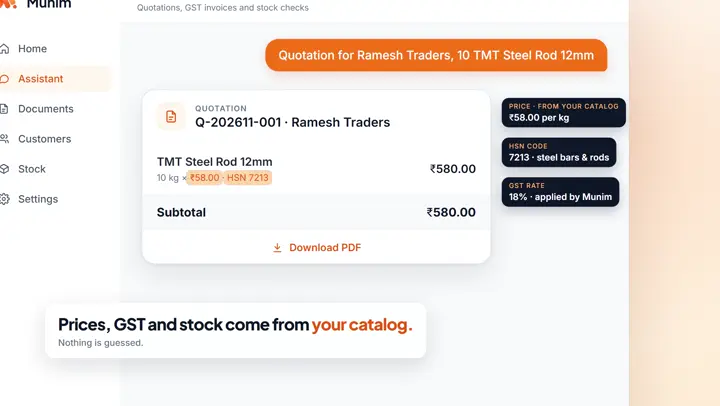 Munim
Quotations, GST invoices and stock checks
Home
Assistant
Documents
Customers
Stock
Settings
Quotation for Ramesh Traders, 10 TMT Steel Rod 12mm
QUOTATION
Q-202611-001 · Ramesh Traders
TMT Steel Rod 12mm
10 kg × ₹58.00 · HSN 7213
₹580.00
Subtotal
₹580.00
Download PDF
PRICE · FROM YOUR CATALOG
₹58.00 per kg
HSN CODE
7213 · steel bars & rods
GST RATE
18% · applied by Munim
Prices, GST and stock come from your catalog.
Nothing is guessed.